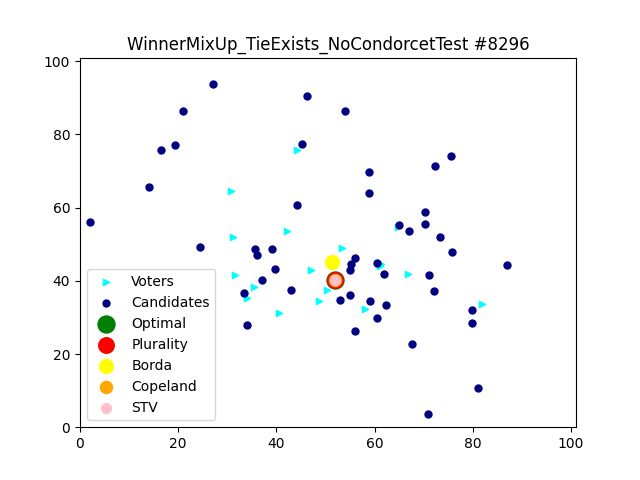 WinnerMixUp_TieExists_NoCondorcetTest #8296
100
80
60
40
20
0
Voters
Candidates
Optimal
Plurality
Borda
Copeland
STV
0 20 40 60 80 100